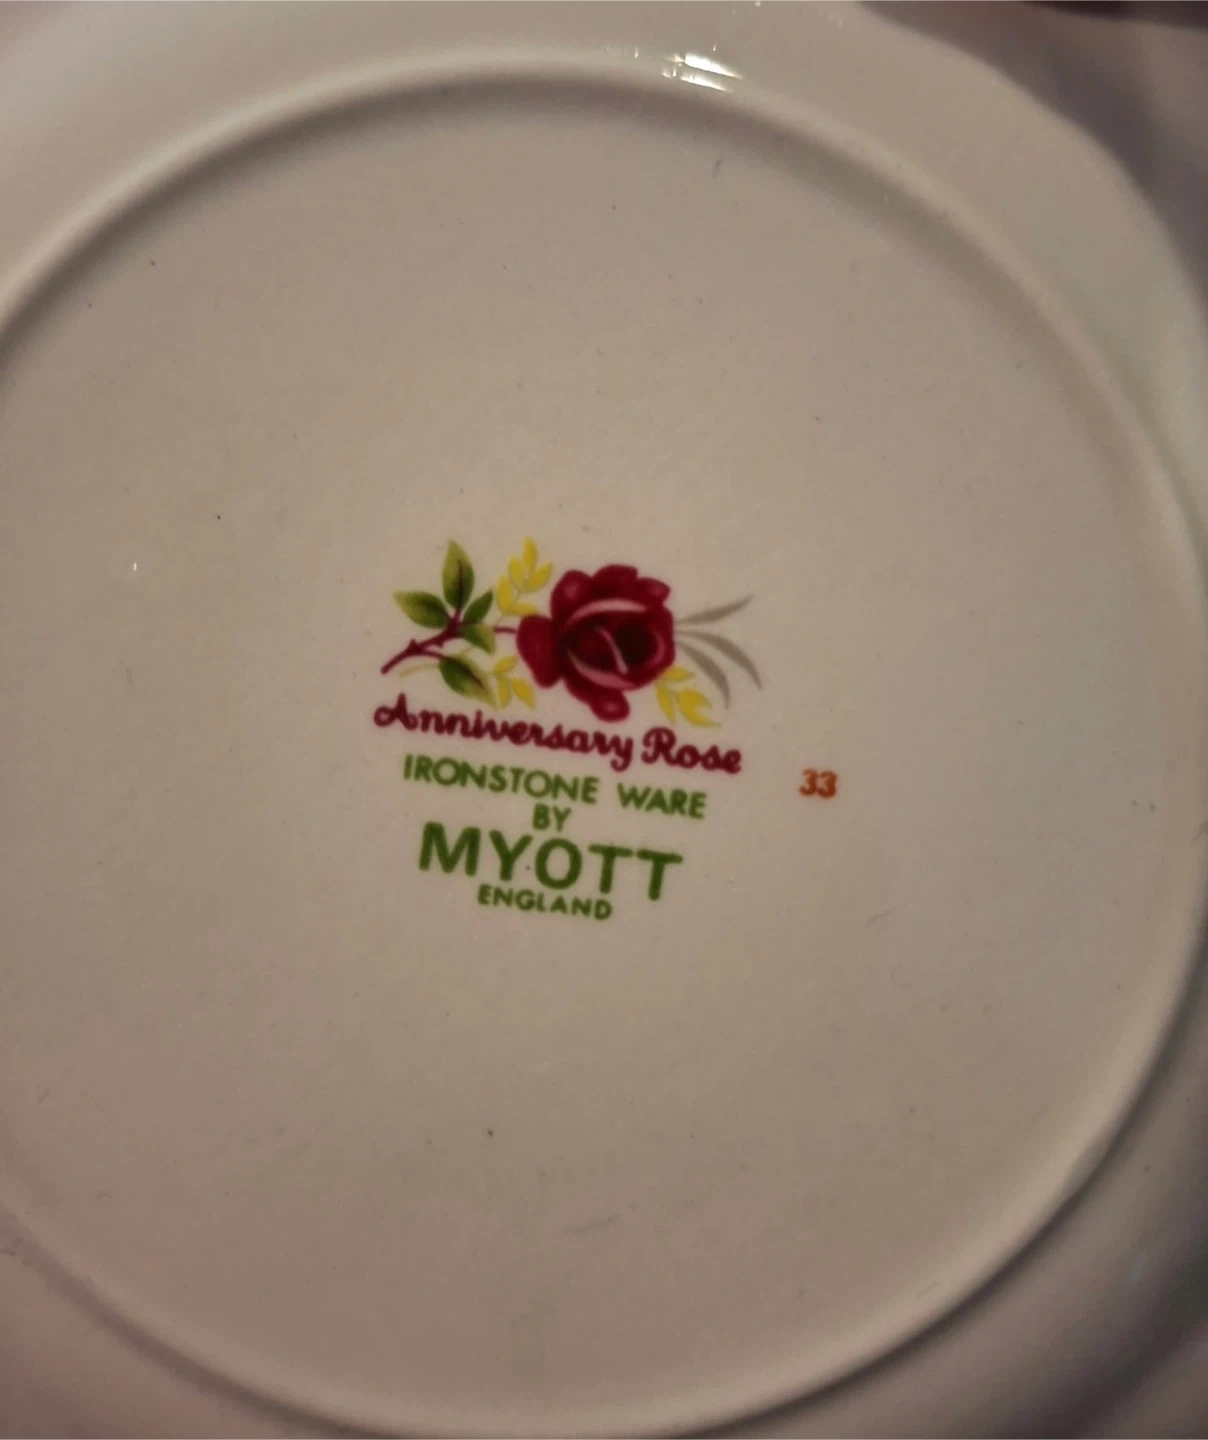 Anniversary Rose
IRONSTONE WARE
BY
MYOTT
ENGLAND
33